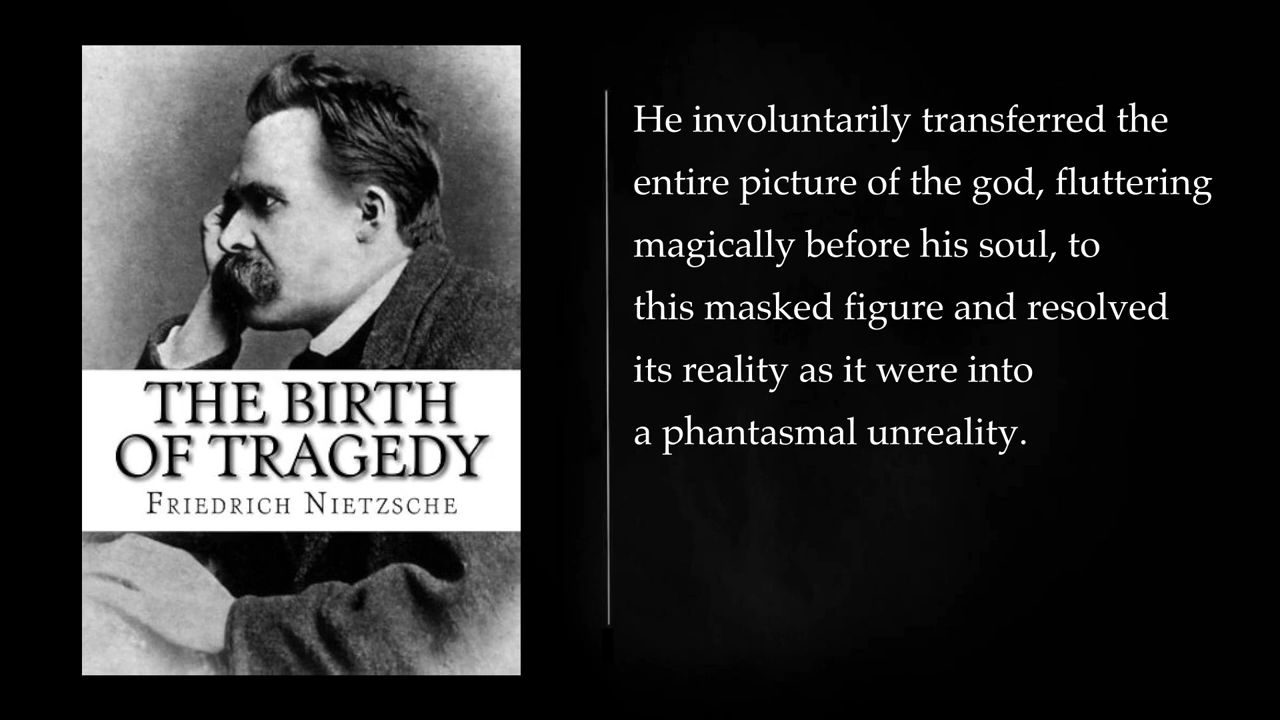 THE BIRTH
OF TRAGEDY
FRIEDRICH NIETZSCHE
He involuntarily transferred the
entire picture of the god, fluttering
magically before his soul, to
this masked figure and resolved
its reality as it were into
a phantasmal unreality.